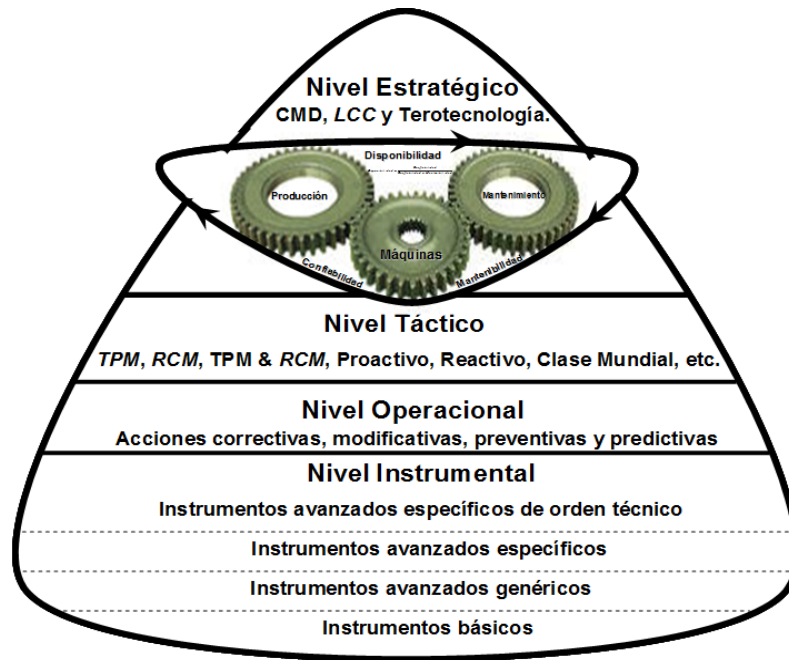 Nivel Estratégico
CMD, LCC y Terotecnología.
Disponibilidad
Producción
Mantenimiento
Máquinas
Confiabilidad
Mantenibilidad
Nivel Táctico
TPM, RCM, TPM & RCM, Proactivo, Reactivo, Clase Mundial, etc.
Nivel Operacional
Acciones correctivas, modificativas, preventivas y predictivas
Nivel Instrumental
Instrumentos avanzados específicos de orden técnico
Instrumentos avanzados específicos
Instrumentos avanzados genéricos
Instrumentos básicos